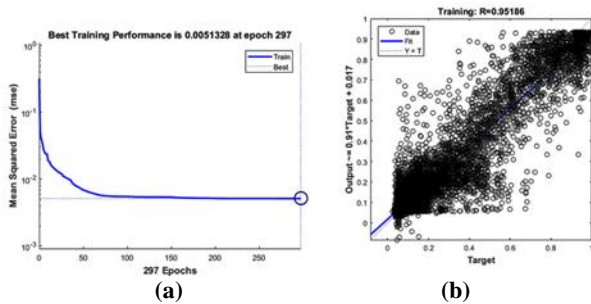 Best Training Performance is 0.0051328 at epoch 297
Train
Best
Mean Squared Error (mse)
10^0
10^-1
10^-2
10^-3
0 50 100 150 200 250
297 Epochs
(a)
Training: R=0.95186
Data
Fit
Y = T
Output ~= 0.91*Target + 0.017
1
0.9
0.8
0.7
0.6
0.5
0.4
0.3
0.2
0.1
0
0.2 0.4 0.6 0.8 1
Target
(b)